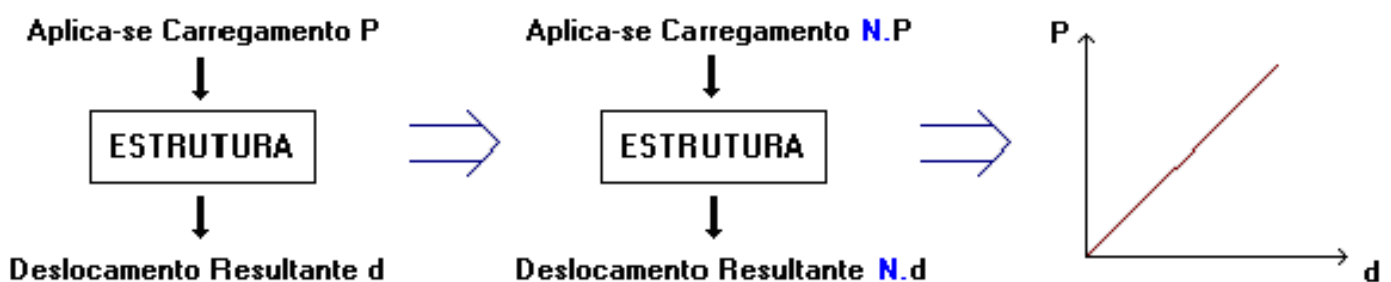 Aplica-se Carregamento P
ESTRUTURA
Deslocamento Resultante d
Aplica-se Carregamento N.P
ESTRUTURA
Deslocamento Resultante N.d
P
d